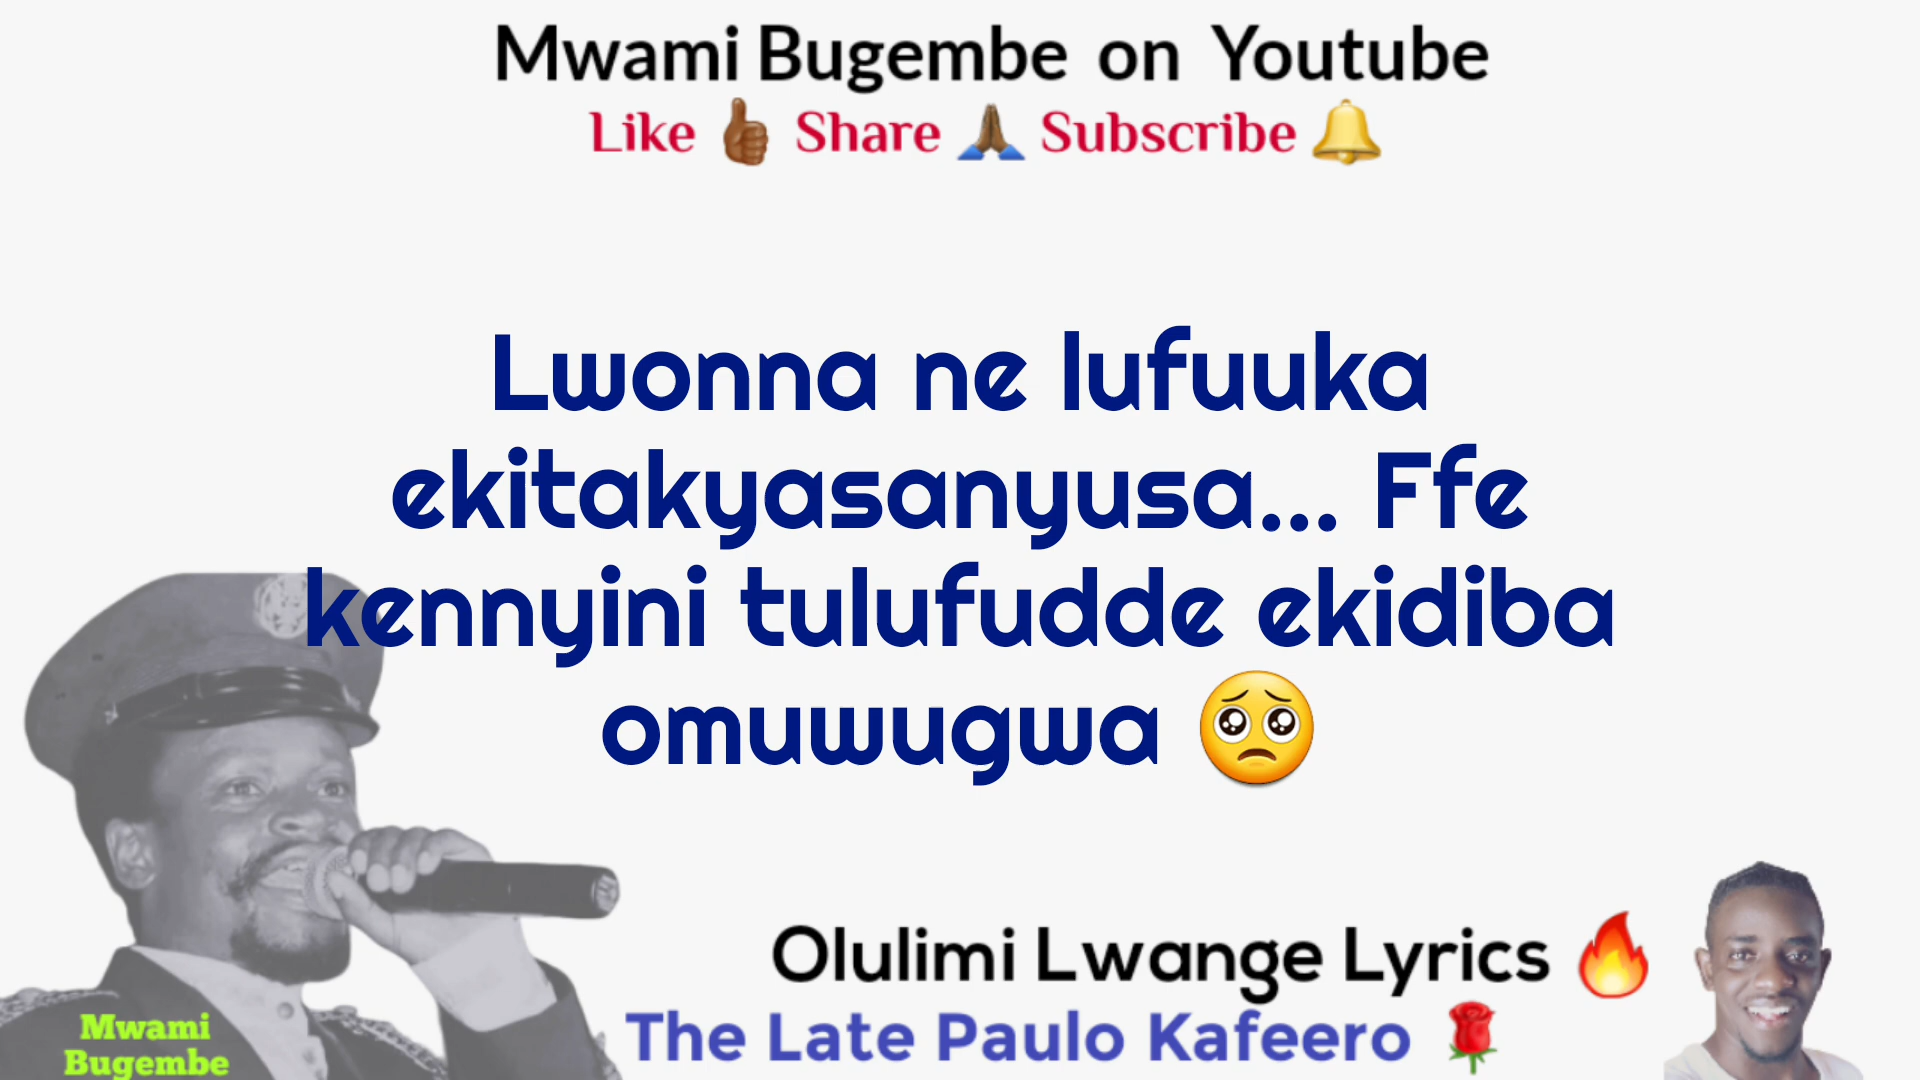 Mwami Bugembe on Youtube
Like 👍🏾 Share 🙏🏾 Subscribe 🔔
Lwonna ne lufuuka
ekitakyasanyusa... Ffe
kennyini tulufudde ekidiba
omuwugwa 🥺
Olulimi Lwange Lyrics 🔥
The Late Paulo Kafeero 🌹
Mwami
Bugembe